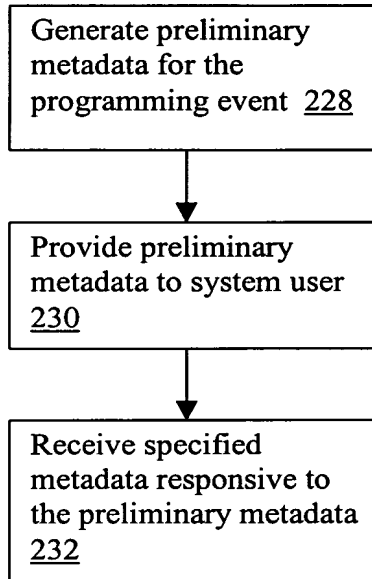 Generate preliminary
metadata for the
programming event 228
Provide preliminary
metadata to system user
230
Receive specified
metadata responsive to
the preliminary metadata
232